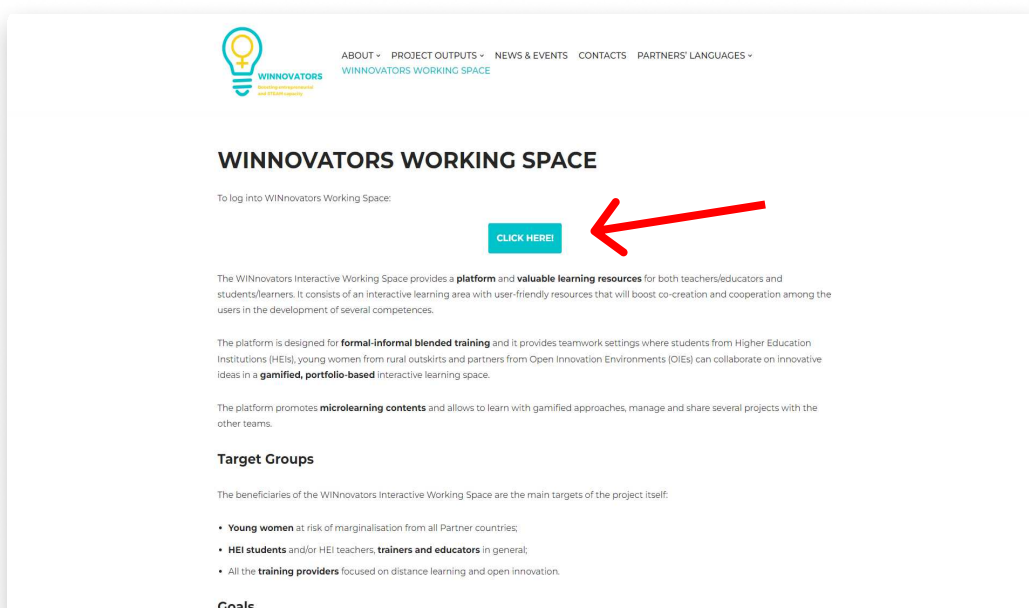 WINNOVATORS
Boosting entrepreneurial
and STEAM capacity
ABOUT PROJECT OUTPUTS NEWS & EVENTS CONTACTS PARTNERS' LANGUAGES
WINNOVATORS WORKING SPACE
WINNOVATORS WORKING SPACE
To log into WINnovators Working Space:
CLICK HERE!
The WINnovators Interactive Working Space provides a platform and valuable learning resources for both teachers/educators and
students/learners. It consists of an interactive learning area with user-friendly resources that will boost co-creation and cooperation among the
users in the development of several competences.
The platform is designed for formal-informal blended training and it provides teamwork settings where students from Higher Education
Institutions (HEIs), young women from rural outskirts and partners from Open Innovation Environments (OIEs) can collaborate on innovative
ideas in a gamified, portfolio-based interactive learning space.
The platform promotes microlearning contents and allows to learn with gamified approaches, manage and share several projects with the
other teams.
Target Groups
The beneficiaries of the WINnovators Interactive Working Space are the main targets of the project itself:
• Young women at risk of marginalisation from all Partner countries;
• HEI students and/or HEI teachers, trainers and educators in general;
• All the training providers focused on distance learning and open innovation.
Goals